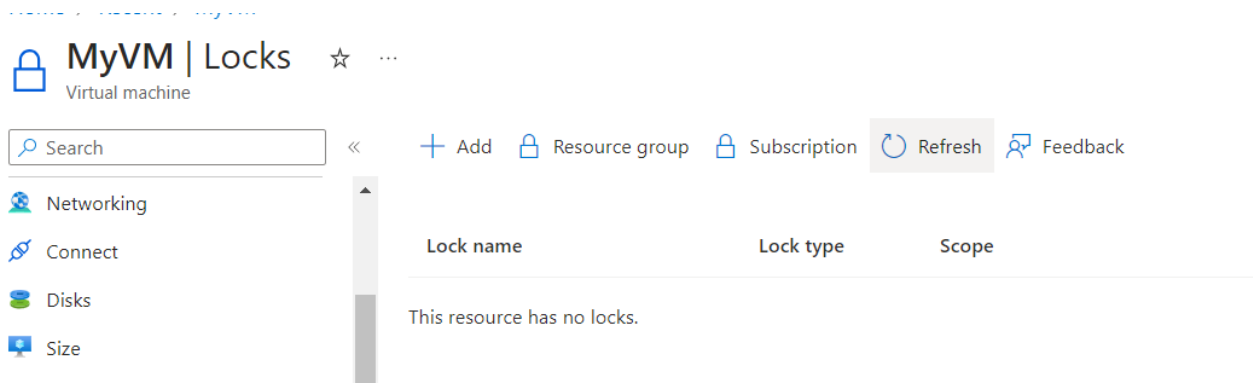 MyVM | Locks
Virtual machine
Search
Add Resource group Subscription Refresh Feedback
Networking
Connect
Disks
Size
Lock name Lock type Scope
This resource has no locks.